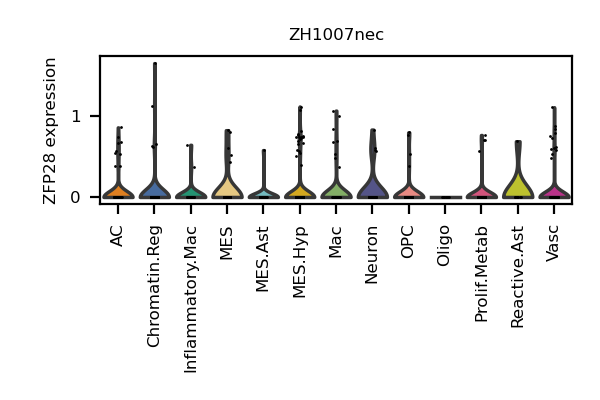 ZH1007nec
ZFP28 expression
1
0
AC
Chromatin.Reg
Inflammatory.Mac
MES
MES.Ast
MES.Hyp
Mac
Neuron
OPC
Oligo
Prolif.Metab
Reactive.Ast
Vasc